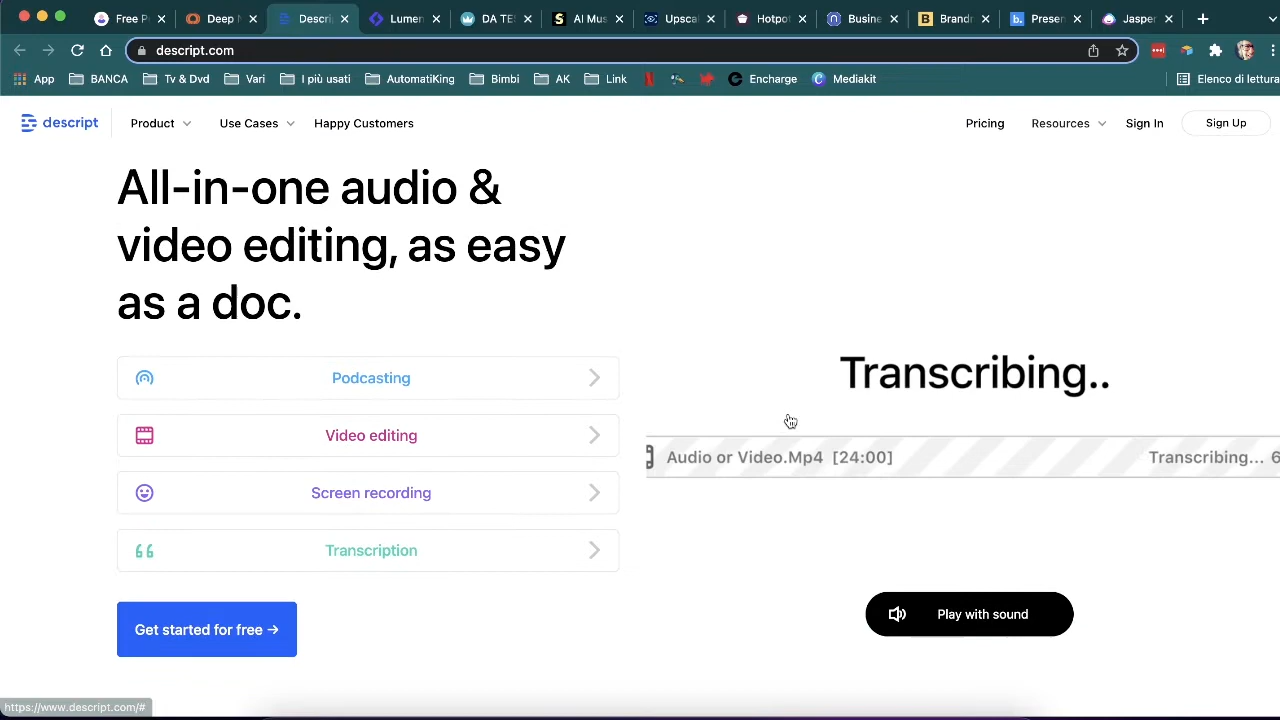 Free P
Deep N
Descri
Lumen
DA TE
AI Mus
Upsca
Hotpo
Busine
Brandr
Presen
Jasper
descript.com
App
BANCA
Tv & Dvd
Vari
I più usati
AutomatiKing
Bimbi
AK
Link
Encharge
Mediakit
Elenco di lettura
descript
Product
Use Cases
Happy Customers
Pricing
Resources
Sign In
Sign Up
All-in-one audio &
video editing, as easy
as a doc.
Podcasting
Video editing
Screen recording
Transcription
Get started for free →
Transcribing..
Audio or Video.Mp4 [24:00]
Transcribing... 6
Play with sound
https://www.descript.com/#